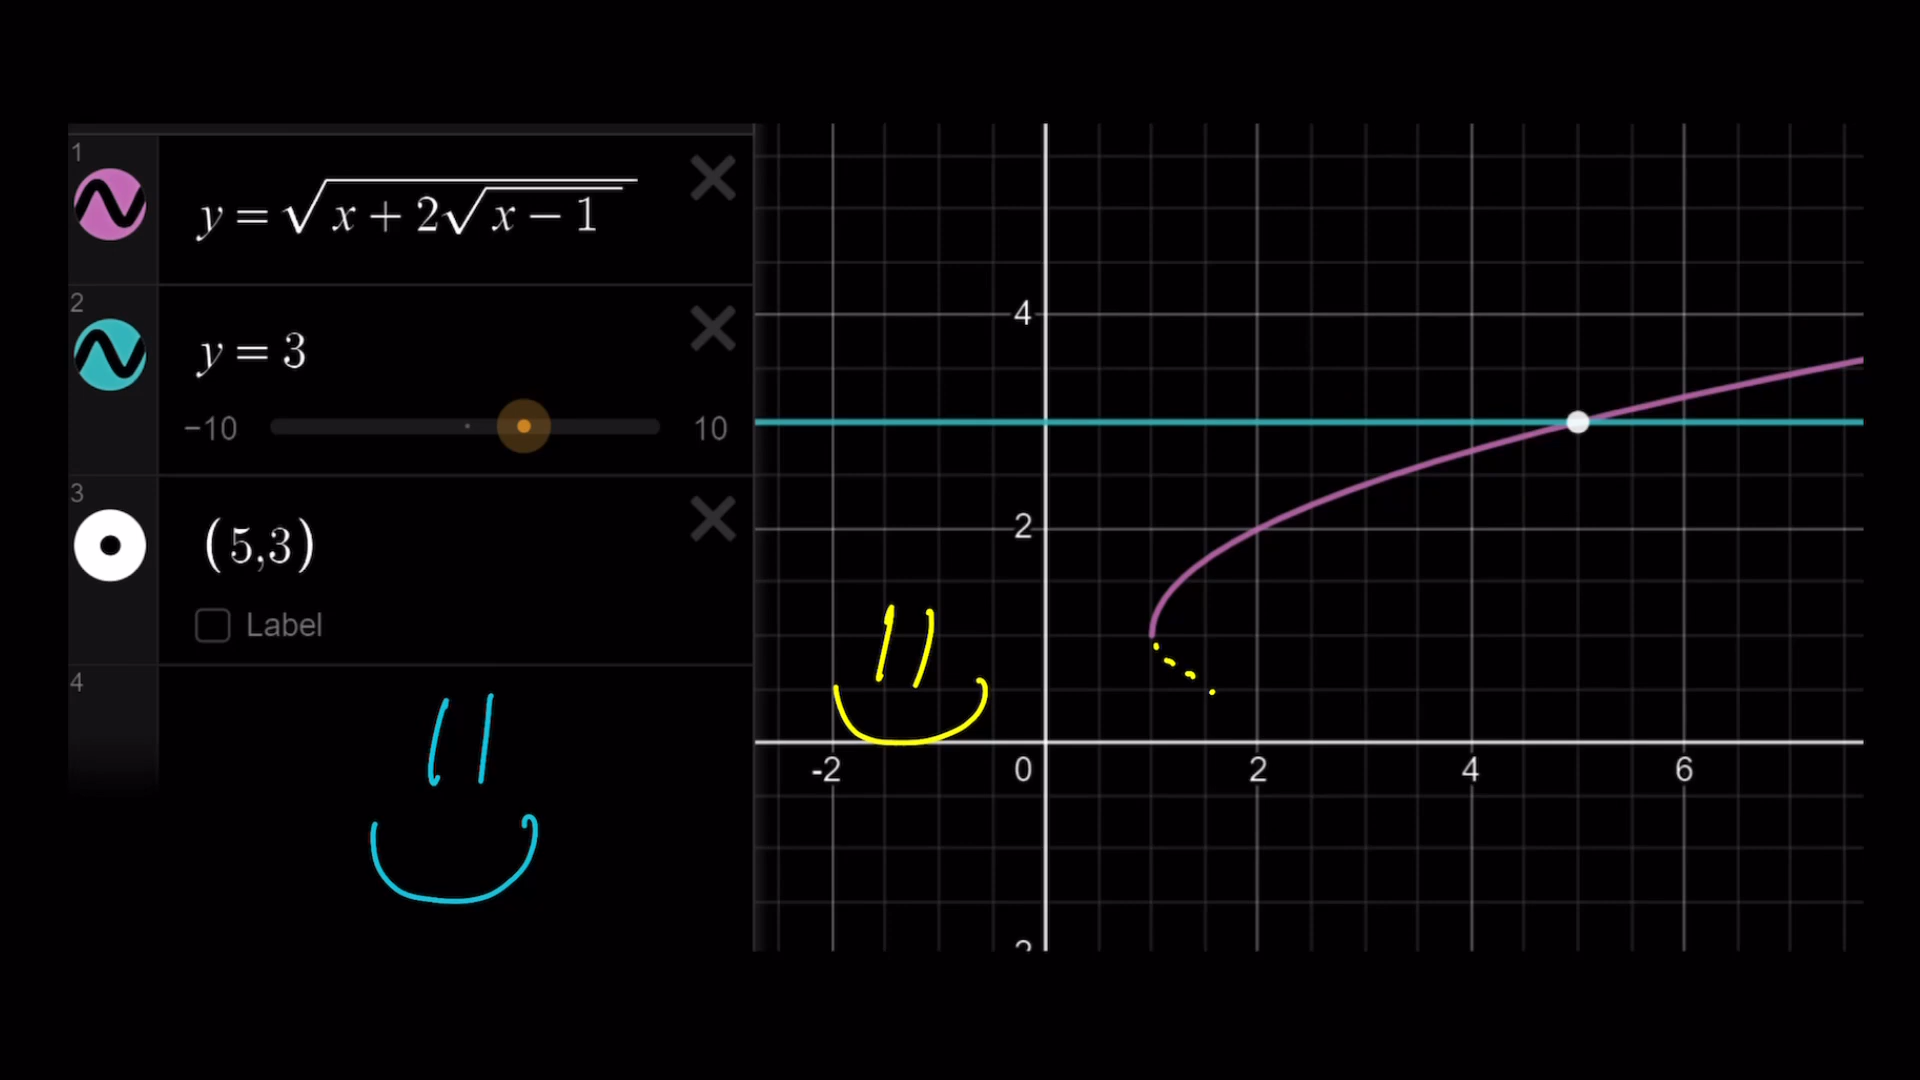 1
y = √(x + 2√(x − 1))
2
y = 3
−10 10
3
(5,3)
Label
4
4
2
-2 0 2 4 6